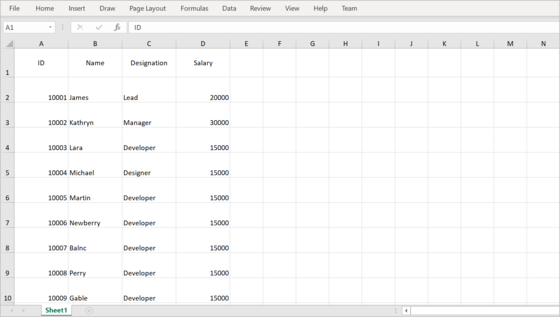 File Home Insert Draw Page Layout Formulas Data Review View Help Team
A1 fx ID
A B C D E F G H I J K L M N
1 ID Name Designation Salary
2 10001 James Lead 20000
3 10002 Kathryn Manager 30000
4 10003 Lara Developer 15000
5 10004 Michael Designer 15000
6 10005 Martin Developer 15000
7 10006 Newberry Developer 15000
8 10007 Balnc Developer 15000
9 10008 Perry Developer 15000
10 10009 Gable Developer 15000
Sheet1